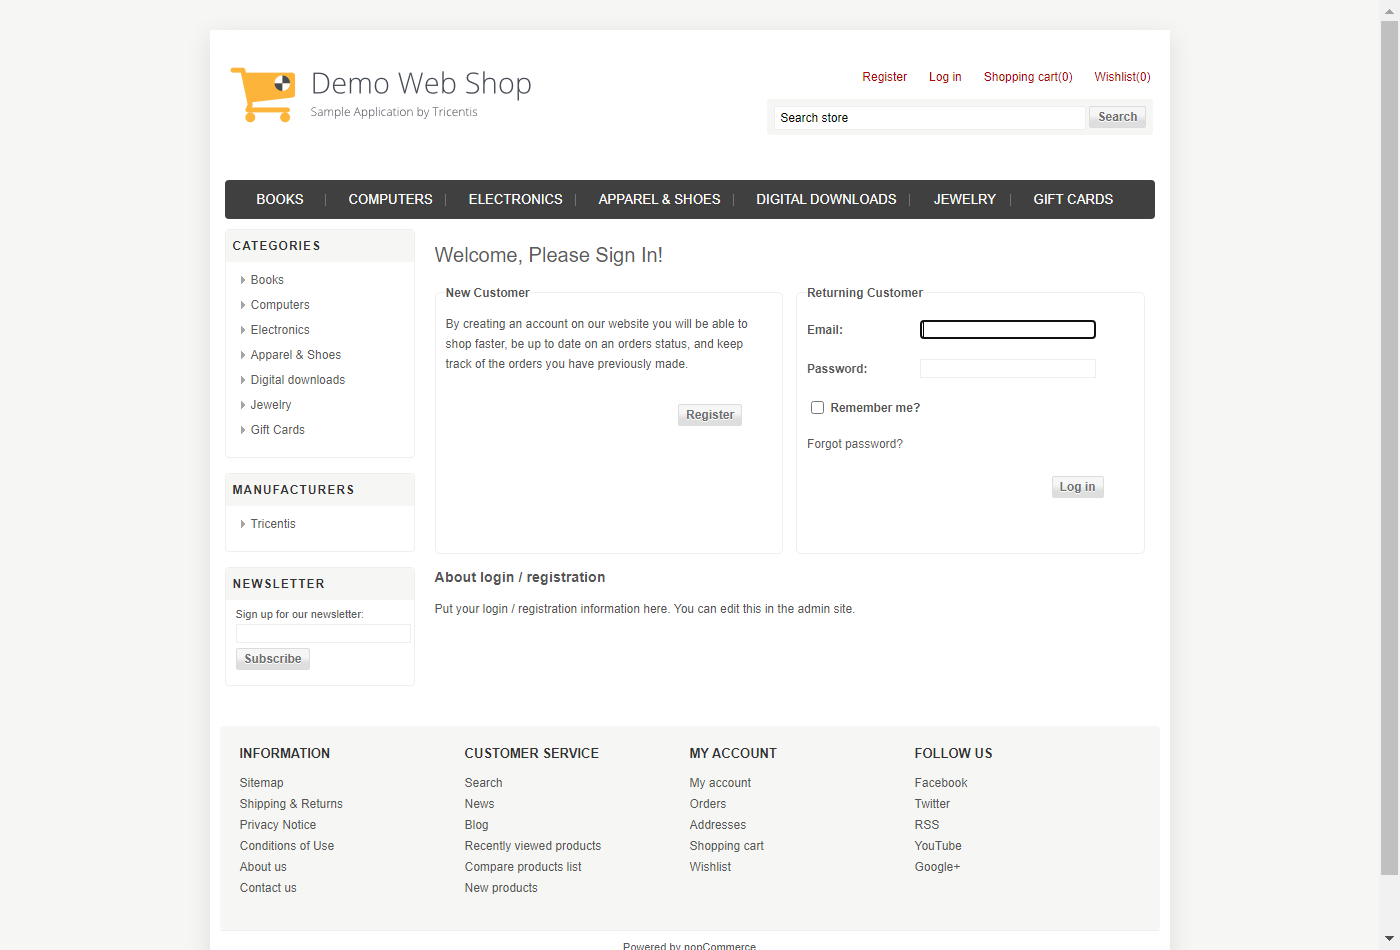 Demo Web Shop
Sample Application by Tricentis
Register Log in Shopping cart(0) Wishlist(0)
Search store Search
BOOKS COMPUTERS ELECTRONICS APPAREL & SHOES DIGITAL DOWNLOADS JEWELRY GIFT CARDS
CATEGORIES
Books
Computers
Electronics
Apparel & Shoes
Digital downloads
Jewelry
Gift Cards
MANUFACTURERS
Tricentis
NEWSLETTER
Sign up for our newsletter:
Subscribe
Welcome, Please Sign In!
New Customer
By creating an account on our website you will be able to
shop faster, be up to date on an orders status, and keep
track of the orders you have previously made.
Register
Returning Customer
Email:
Password:
Remember me?
Forgot password?
Log in
About login / registration
Put your login / registration information here. You can edit this in the admin site.
INFORMATION
Sitemap
Shipping & Returns
Privacy Notice
Conditions of Use
About us
Contact us
CUSTOMER SERVICE
Search
News
Blog
Recently viewed products
Compare products list
New products
MY ACCOUNT
My account
Orders
Addresses
Shopping cart
Wishlist
FOLLOW US
Facebook
Twitter
RSS
YouTube
Google+
Powered by nopCommerce